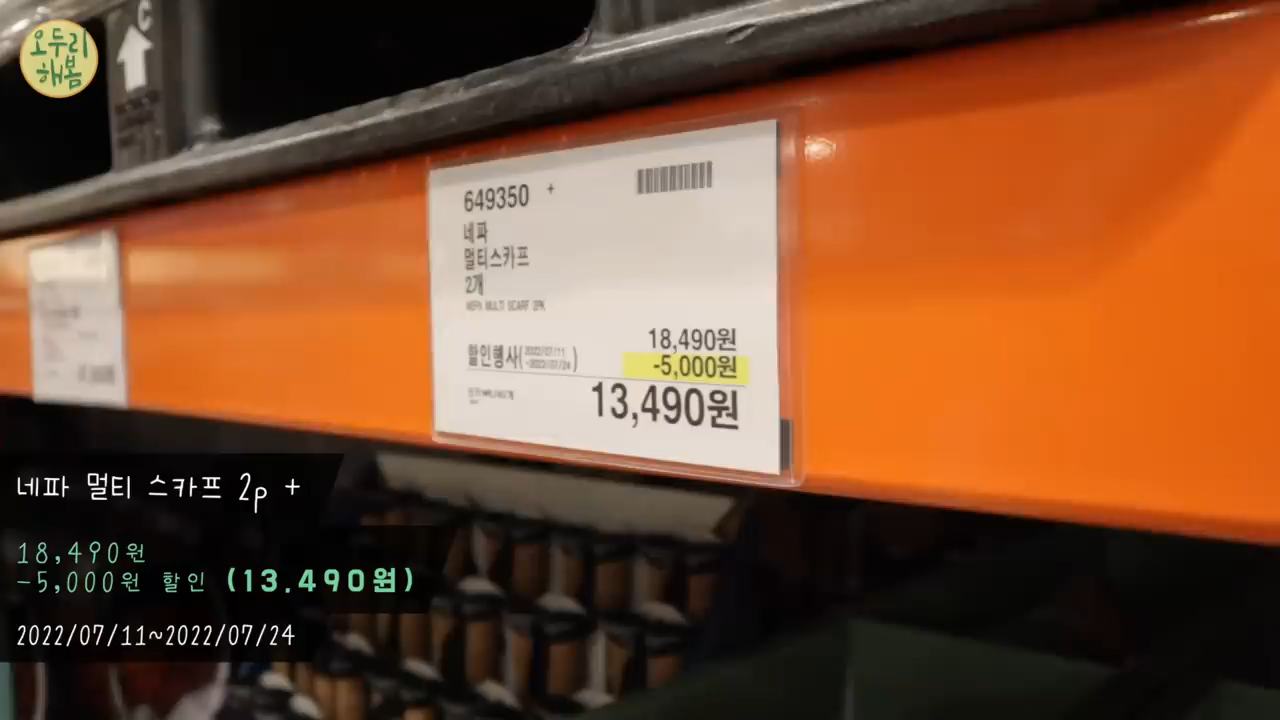 오두리
해봄
C
649350 +
네파
멀티스카프
2개
NEPA MULTI SCARF 2PK
18,490원
할인행사(2022/07/11
~2022/07/24)
-5,000원
13,490원
네파 멀티 스카프 2p +
18,490원
-5,000원 할인 (13.490원)
2022/07/11~2022/07/24